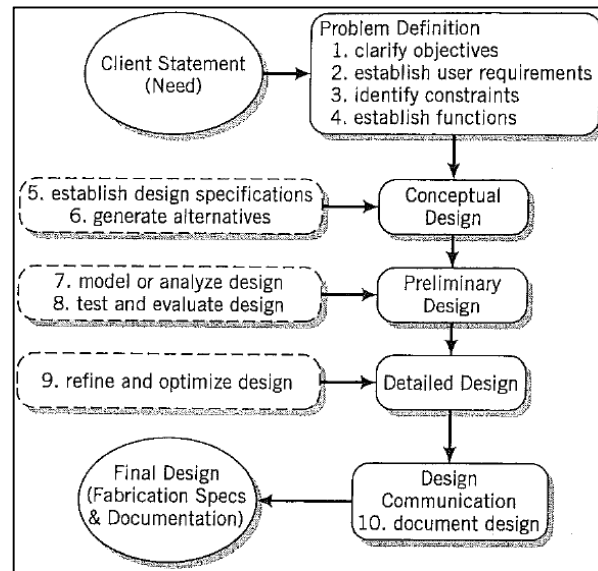 Client Statement
(Need)
Problem Definition
1. clarify objectives
2. establish user requirements
3. identify constraints
4. establish functions
5. establish design specifications
6. generate alternatives
Conceptual
Design
7. model or analyze design
8. test and evaluate design
Preliminary
Design
9. refine and optimize design
Detailed Design
Final Design
(Fabrication Specs
& Documentation)
Design
Communication
10. document design